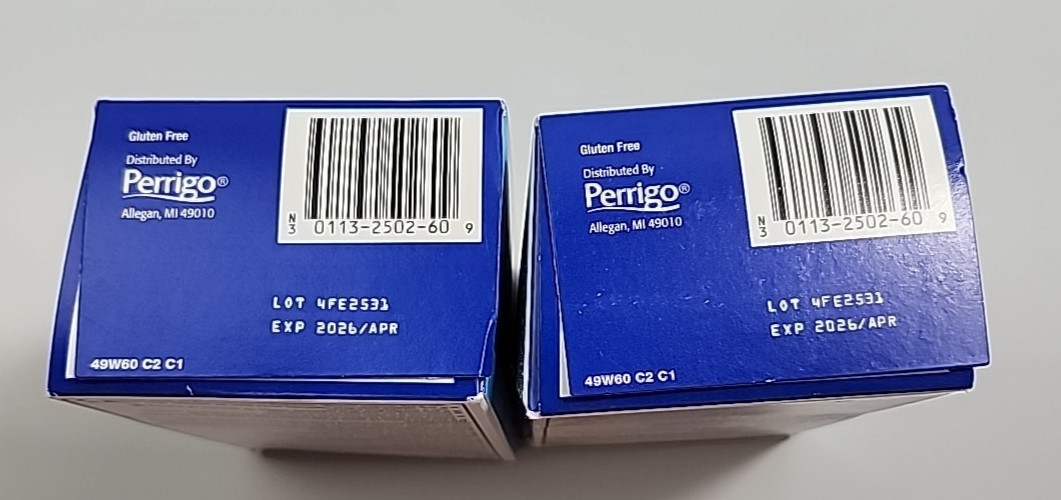 Gluten Free
Distributed By
Perrigo®
Allegan, MI 49010
N
3 0113-2502-60 9
LOT 4FE2531
EXP 2026/APR
49W60 C2 C1
Gluten Free
Distributed By
Perrigo®
Allegan, MI 49010
N
3 0113-2502-60 9
LOT 4FE2531
EXP 2026/APR
49W60 C2 C1